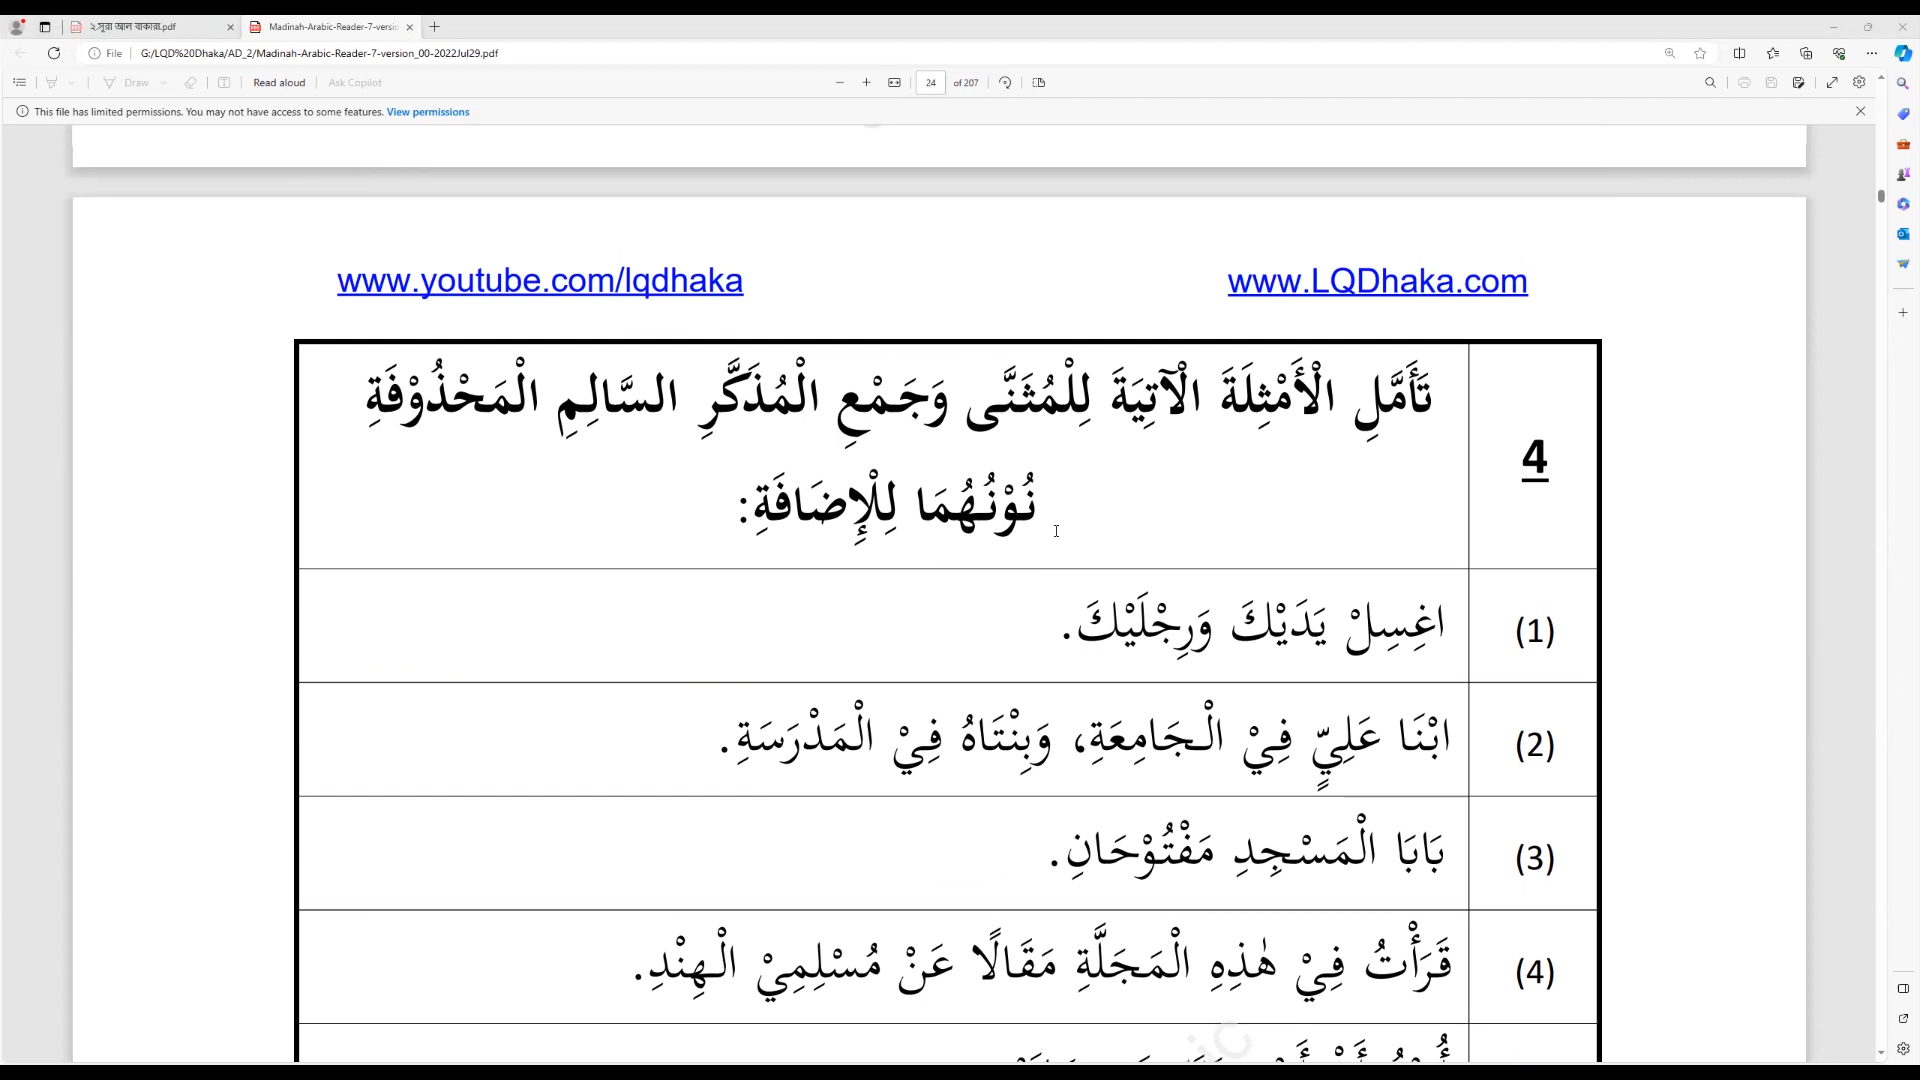 ২.সুরা আল বাকারা.pdf
Madinah-Arabic-Reader-7-versio
File
G:/LQD%20Dhaka/AD_2/Madinah-Arabic-Reader-7-version_00-2022Jul29.pdf
Draw
Read aloud
Ask Copilot
24 of 207
This file has limited permissions. You may not have access to some features. View permissions
www.youtube.com/lqdhaka
www.LQDhaka.com
4
تَأَمَّلِ الْأَمْثِلَةَ الْآتِيَةَ لِلْمُثَنَّى وَجَمْعِ الْمُذَكَّرِ السَّالِمِ الْمَحْذُوْفَةِ
نُوْنُهُمَا لِلْإِضَافَةِ:
(1) اغْسِلْ يَدَيْكَ وَرِجْلَيْكَ.
(2) ابْنَا عَلِيٍّ فِيْ الْجَامِعَةِ، وَبِنْتَاهُ فِيْ الْمَدْرَسَةِ.
(3) بَابَا الْمَسْجِدِ مَفْتُوْحَانِ.
(4) قَرَأْتُ فِيْ هٰذِهِ الْمَجَلَّةِ مَقَالًا عَنْ مُسْلِمِيْ الْهِنْدِ.